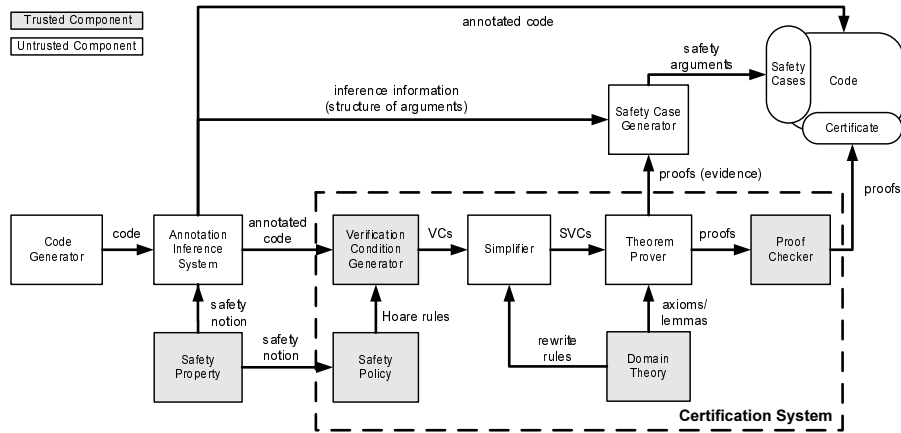 Trusted Component
Untrusted Component
annotated code
safety
arguments
Safety
Cases
Code
Certificate
inference information
(structure of arguments)
Safety Case
Generator
proofs (evidence)
proofs
Code
Generator
code
Annotation
Inference
System
annotated
code
Verification
Condition
Generator
VCs
Simplifier
SVCs
Theorem
Prover
proofs
Proof
Checker
safety
notion
Hoare rules
axioms/
lemmas
Safety
Property
safety
notion
Safety
Policy
rewrite
rules
Domain
Theory
Certification System